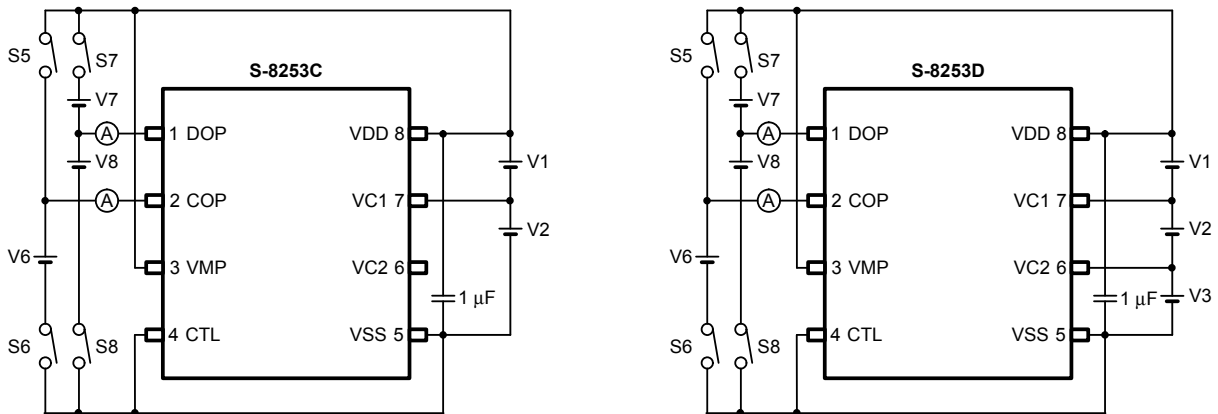 S-8253C
S5
S7
V7
A
1 DOP
VDD 8
V8
V1
A
2 COP
VC1 7
V2
V6
3 VMP
VC2 6
1 μF
S6
S8
4 CTL
VSS 5
S-8253D
S5
S7
V7
A
1 DOP
VDD 8
V8
V1
A
2 COP
VC1 7
V2
V6
3 VMP
VC2 6
1 μF
V3
S6
S8
4 CTL
VSS 5